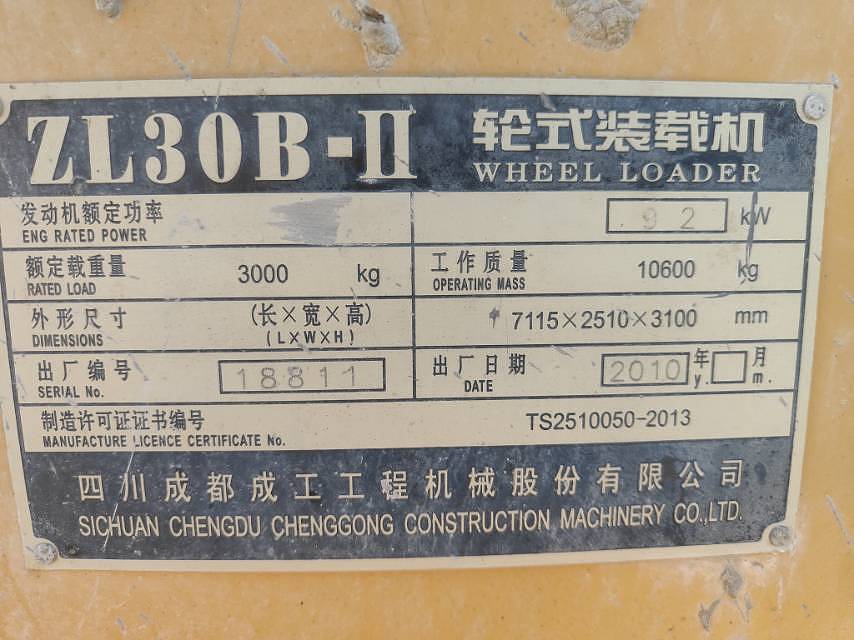 ZL30B-II 轮式装载机
WHEEL LOADER
发动机额定功率 92 kW
ENG RATED POWER
额定载重量 3000 kg 工作质量 10600 kg
RATED LOAD OPERATING MASS
外形尺寸 (长×宽×高) 7115×2510×3100 mm
DIMENSIONS (L×W×H)
出厂编号 18811 出厂日期 2010 年 月
SERIAL No. DATE y. m.
制造许可证证书编号 TS2510050-2013
MANUFACTURE LICENCE CERTIFICATE No.
四川成都成工工程机械股份有限公司
SICHUAN CHENGDU CHENGGONG CONSTRUCTION MACHINERY CO.,LTD.